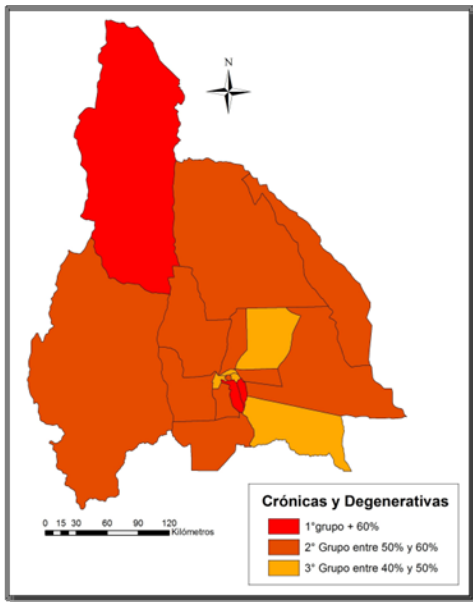 N
Crónicas y Degenerativas
1°grupo + 60%
2° Grupo entre 50% y 60%
3° Grupo entre 40% y 50%
0 15 30 60 90 120
Kilómetros